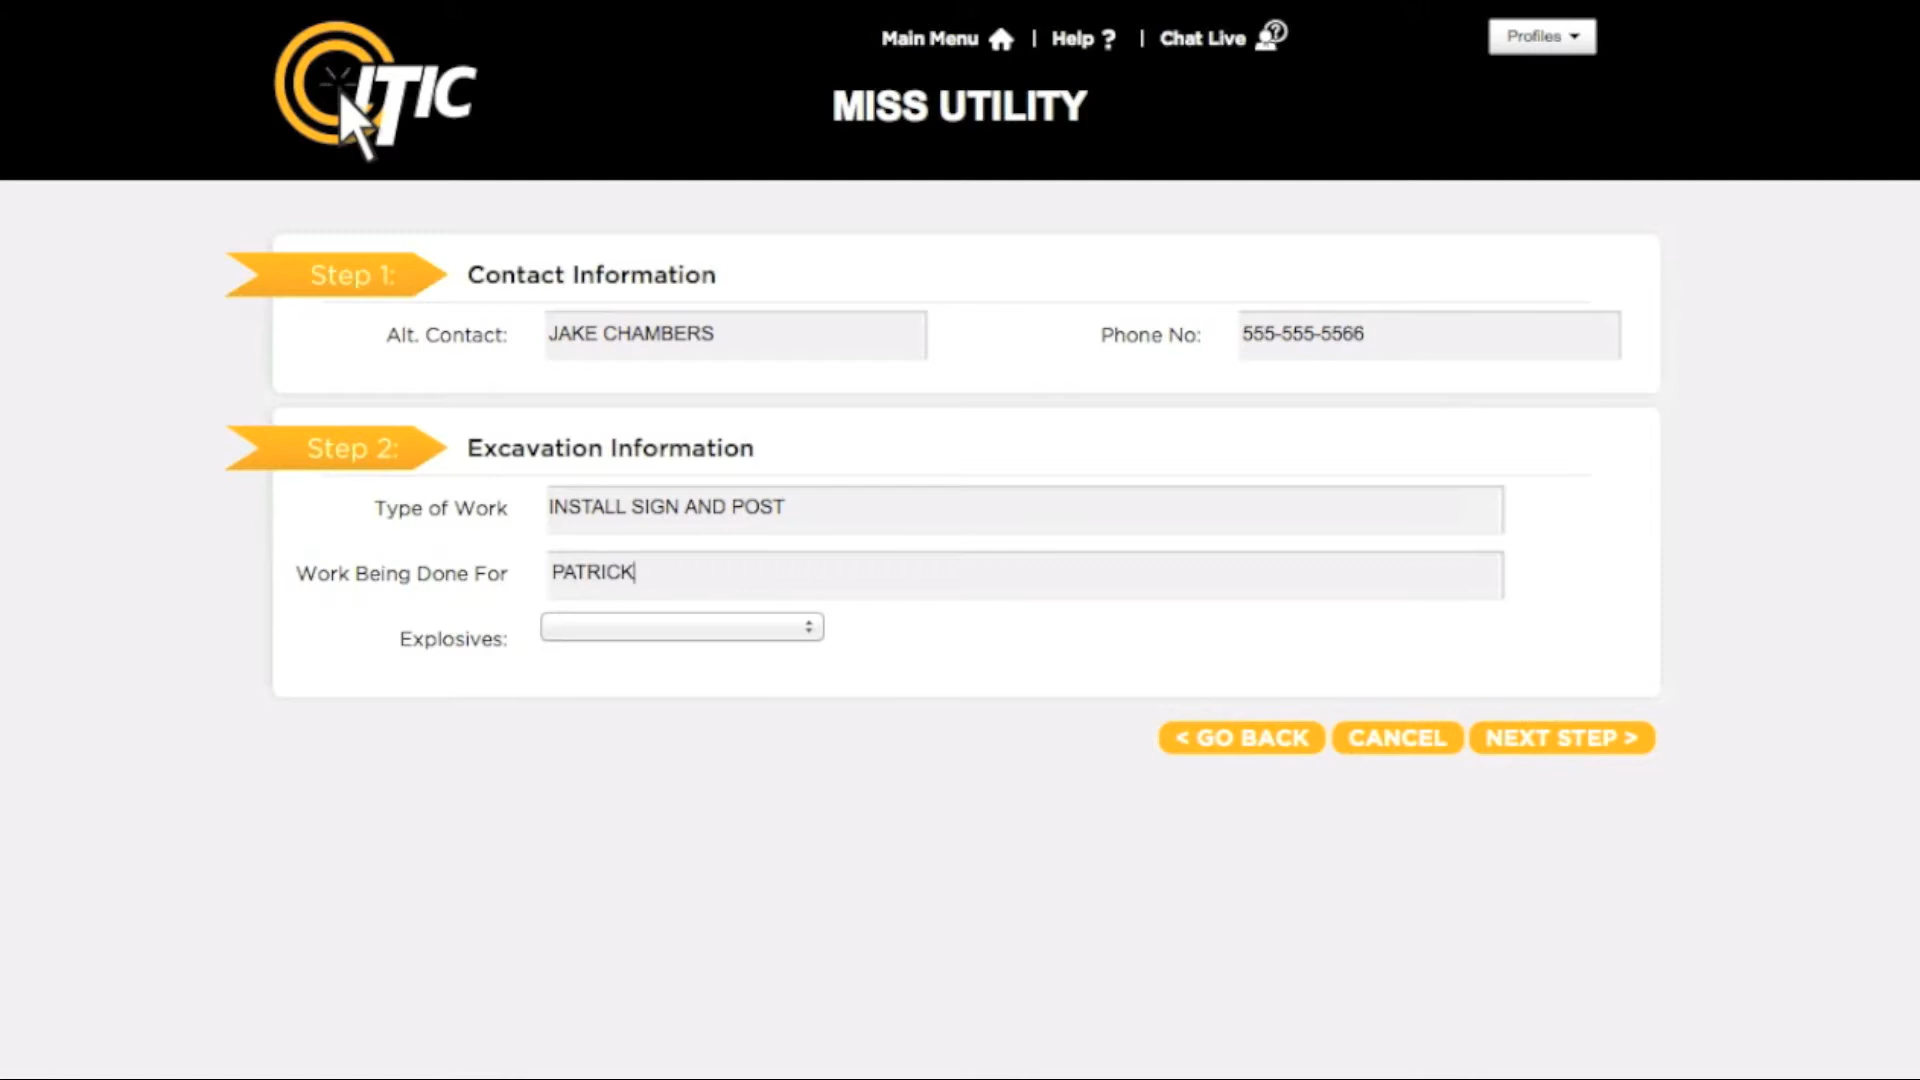 ITIC
Main Menu | Help ? | Chat Live
Profiles
MISS UTILITY
Step 1: Contact Information
Alt. Contact: JAKE CHAMBERS Phone No: 555-555-5566
Step 2: Excavation Information
Type of Work INSTALL SIGN AND POST
Work Being Done For PATRICK
Explosives:
< GO BACK CANCEL NEXT STEP >